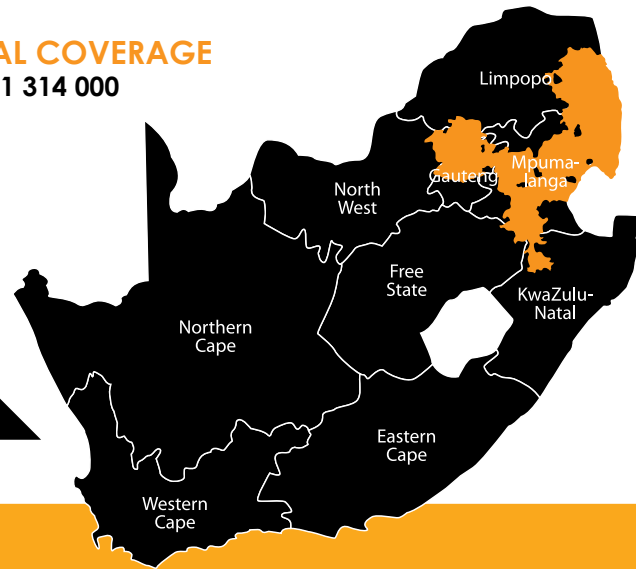 AL COVERAGE
1 314 000
Limpopo
Gauteng
Mpuma-
langa
North
West
Free
State
KwaZulu-
Natal
Northern
Cape
Eastern
Cape
Western
Cape